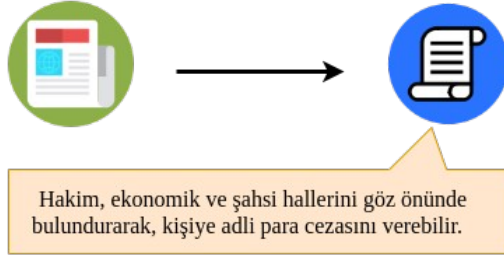 Hakim, ekonomik ve şahsi hallerini göz önünde
bulundurarak, kişiye adli para cezasını verebilir.